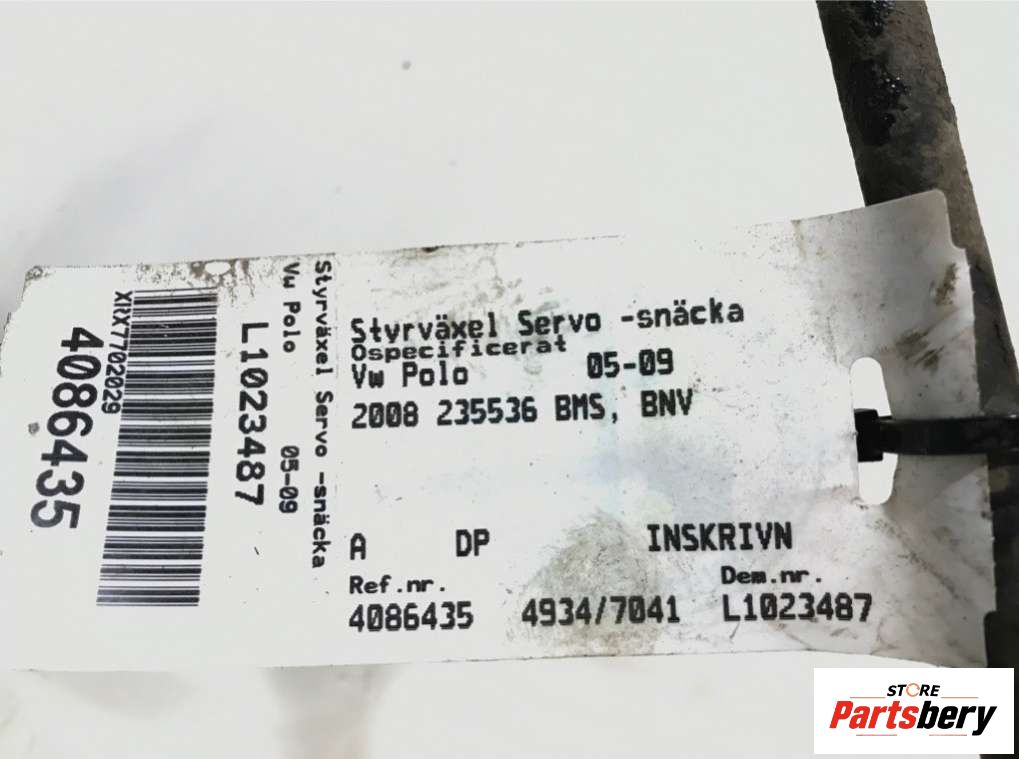 Styrväxel Servo -snäcka
Ospecificerat
Vw Polo 05-09
2008 235536 BMS, BNV
A DP INSKRIVN
Ref.nr. Dem.nr.
4086435 4934/7041 L1023487
Styrväxel Servo -snäcka
Vw Polo 05-09
L1023487
XRX7702029
4086435
STORE
Partsbery